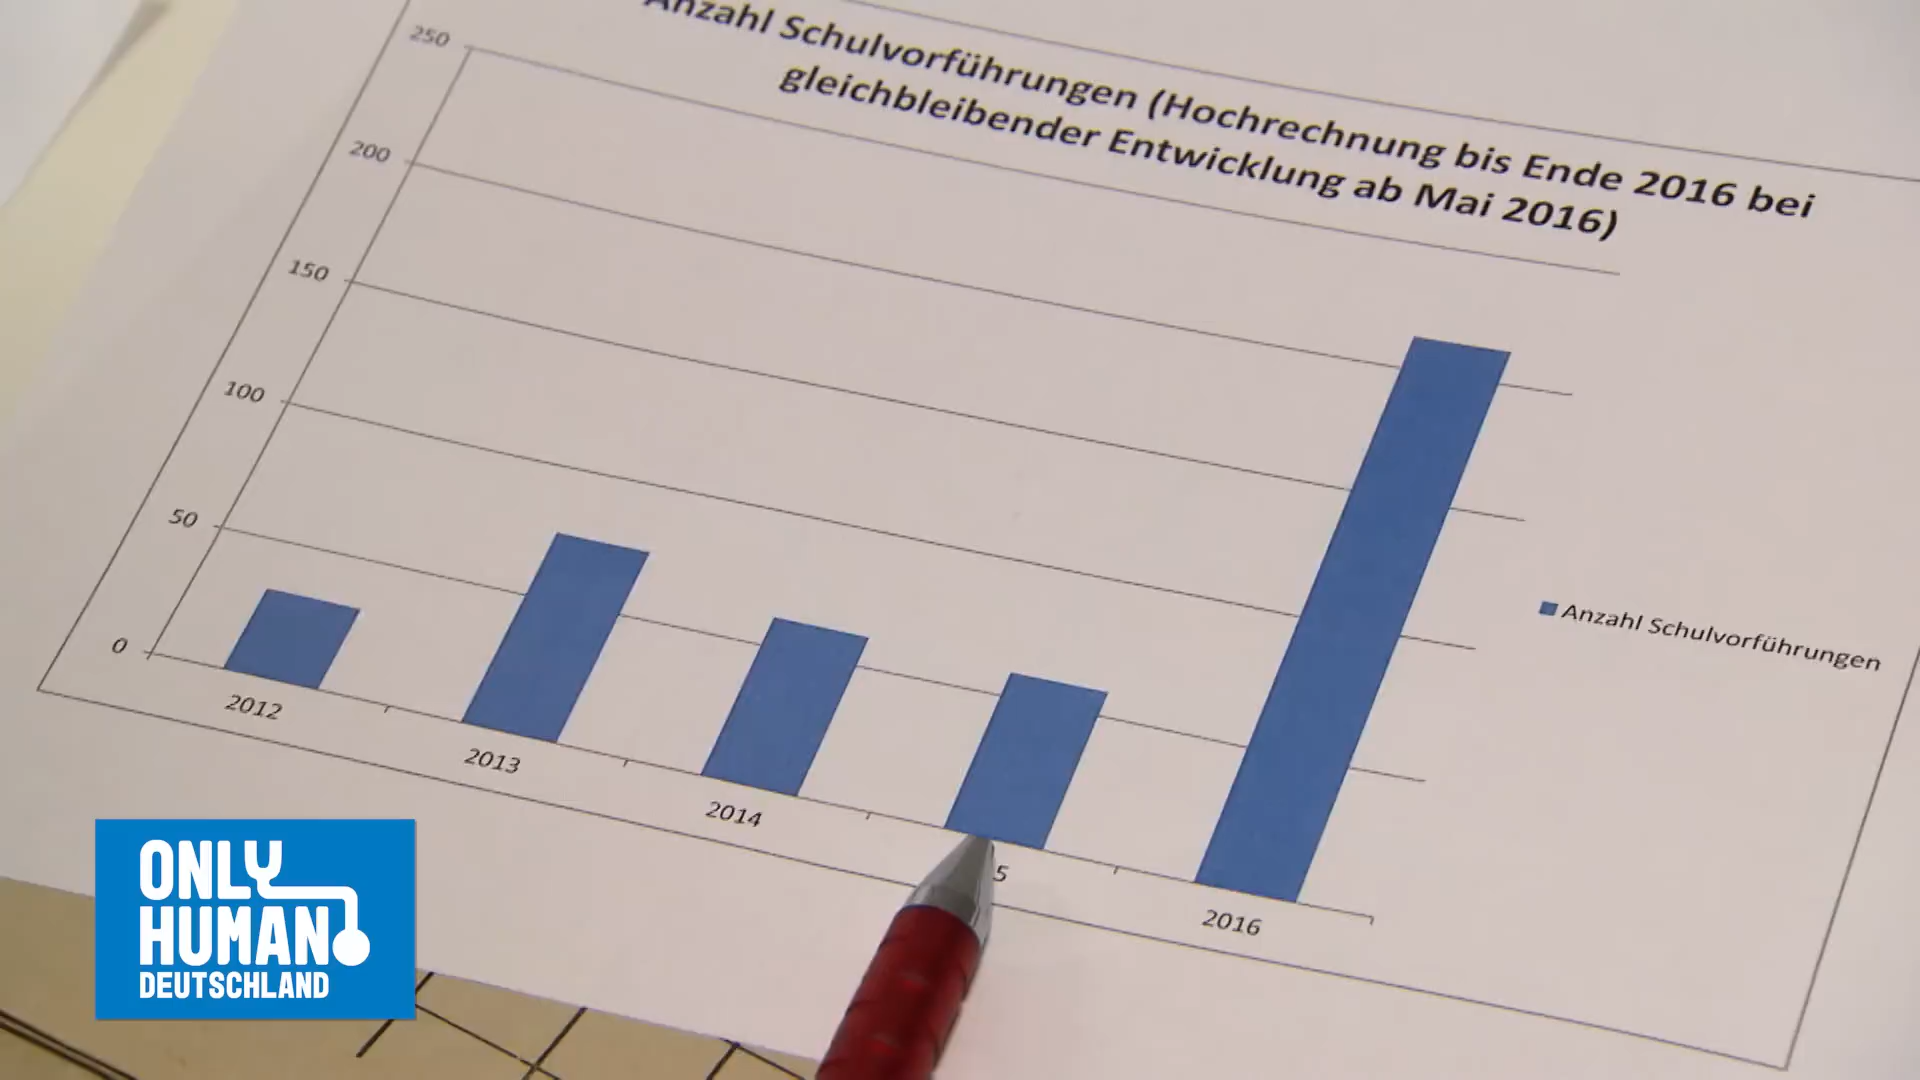 Anzahl Schulvorführungen (Hochrechnung bis Ende 2016 bei
gleichbleibender Entwicklung ab Mai 2016)
250
200
150
100
50
0
2012
2013
2014
5
2016
Anzahl Schulvorführungen
ONLY
HUMAN
DEUTSCHLAND